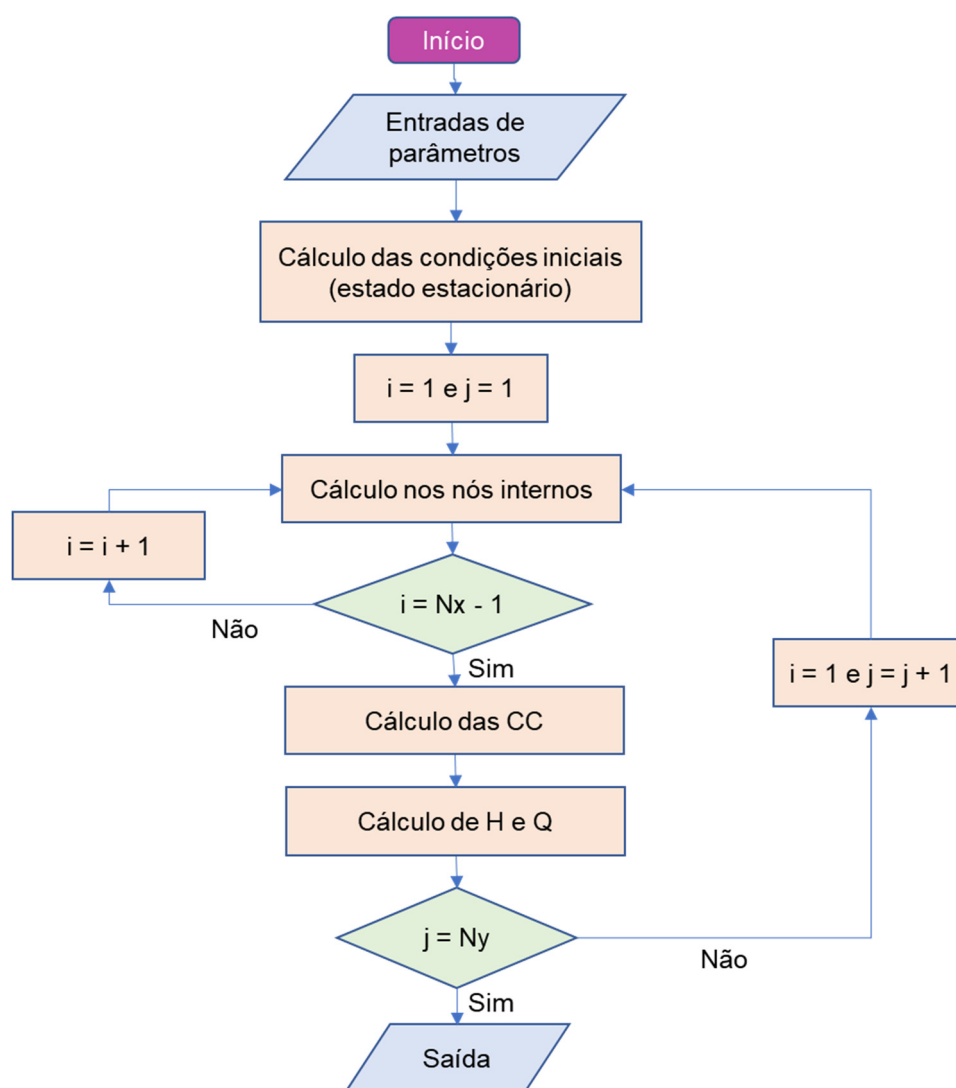 Início
Entradas de
parâmetros
Cálculo das condições iniciais
(estado estacionário)
i = 1 e j = 1
Cálculo nos nós internos
i = i + 1
i = Nx - 1
Não
Sim
i = 1 e j = j + 1
Cálculo das CC
Cálculo de H e Q
j = Ny
Não
Sim
Saída